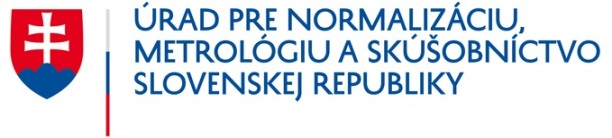 ÚRAD PRE NORMALIZÁCIU,
METROLÓGIU A SKÚŠOBNÍCTVO
SLOVENSKEJ REPUBLIKY